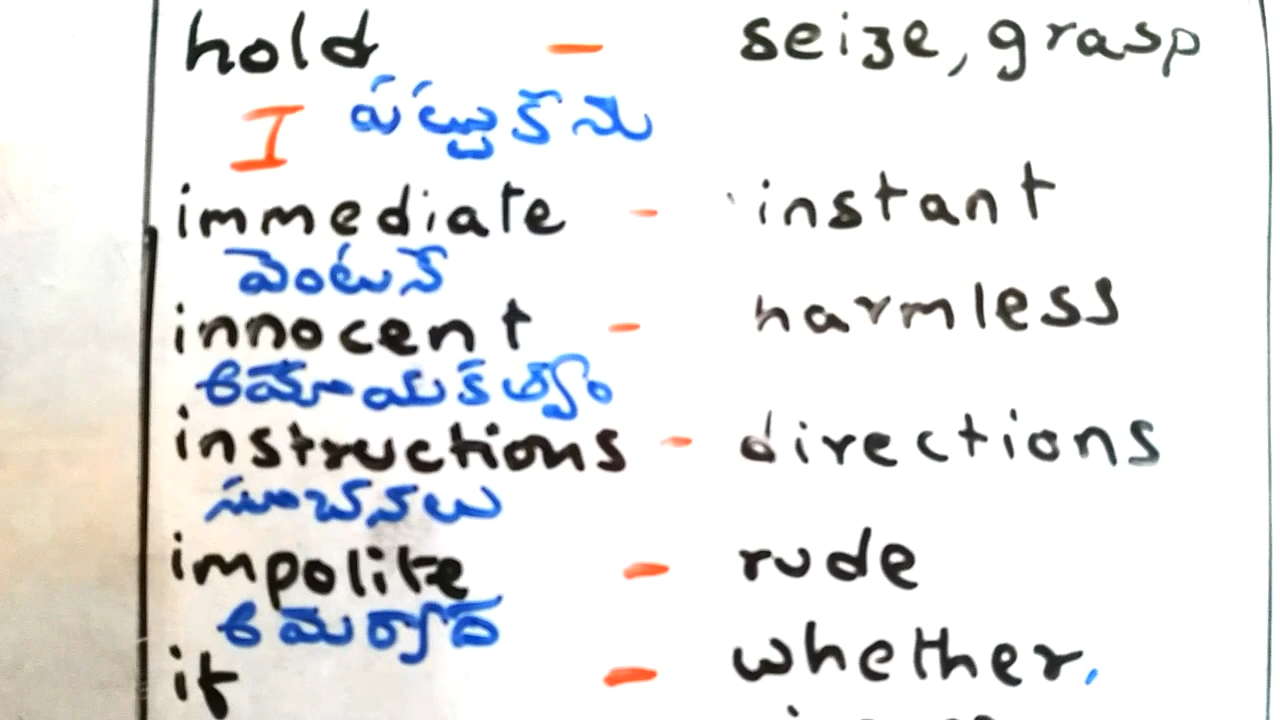 hold - seize, grasp
I పట్టుకొను
immediate - instant
వెంటనే
innocent - harmless
అమాయకత్వం
instructions - directions
సూచనలు
impolite - rude
అమర్యాద
if - whether,